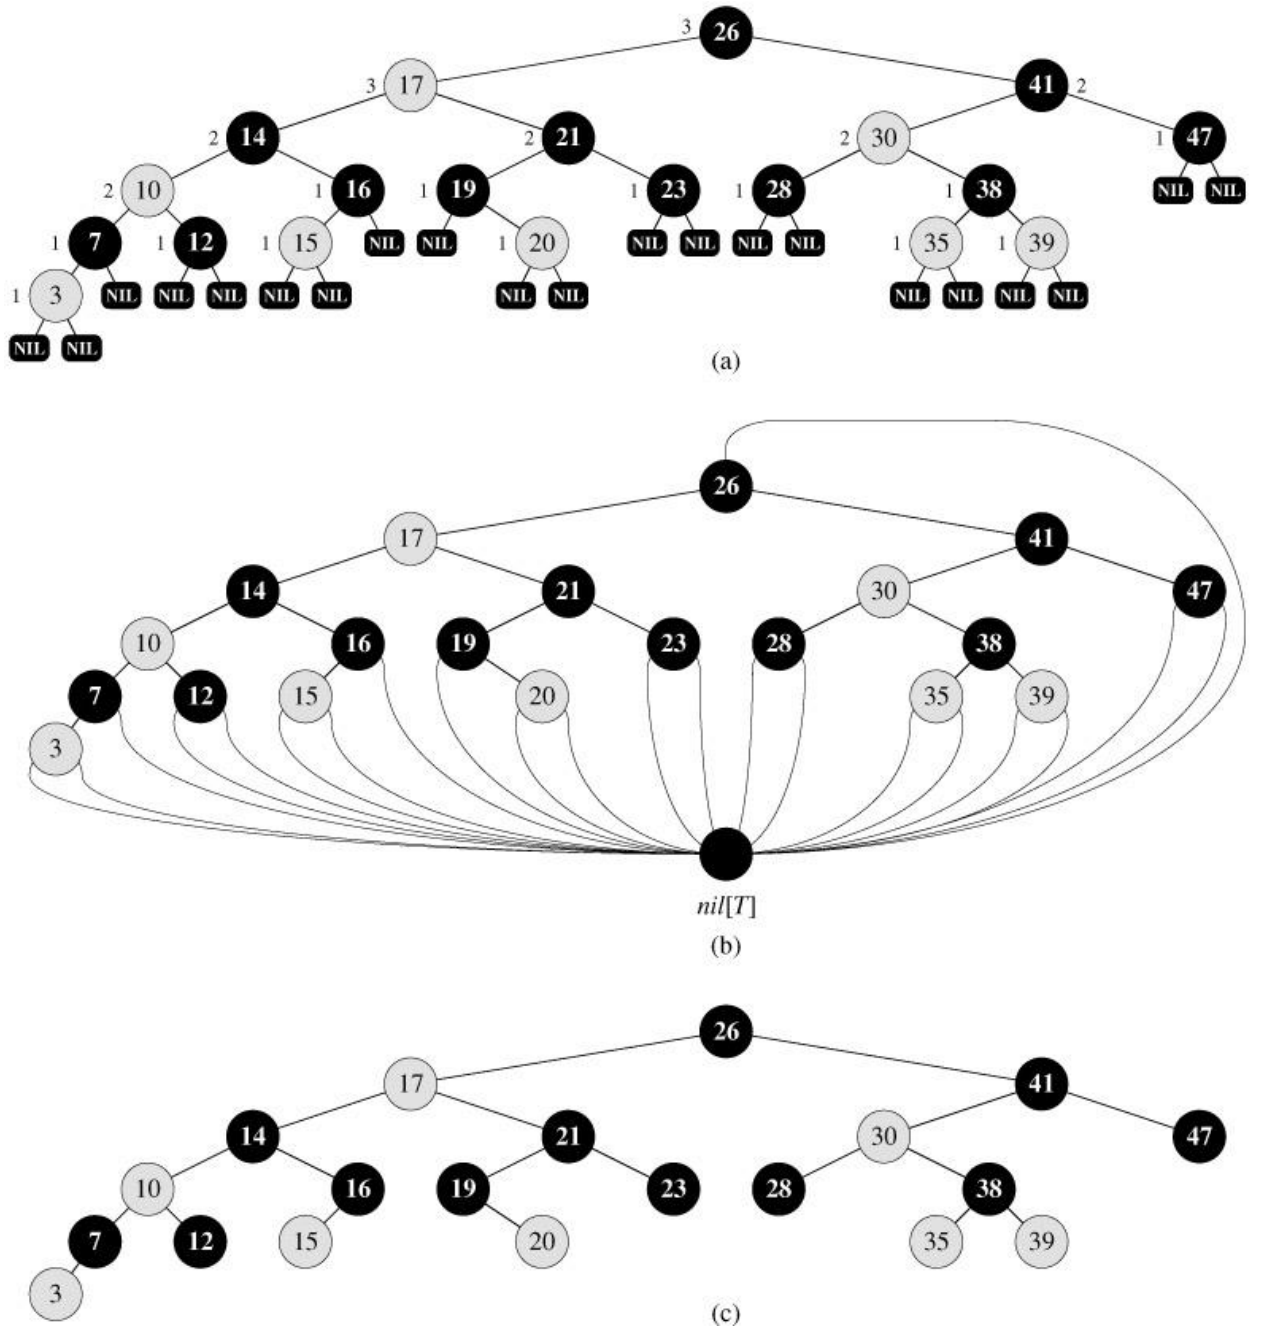 3 26
3 17 41 2
2 14 2 21 2 30 1 47
2 10 1 16 1 19 1 23 1 28 1 38 NIL NIL
1 7 1 12 1 15 NIL NIL 1 20 NIL NIL NIL NIL 1 35 1 39
1 3 NIL NIL NIL NIL NIL NIL NIL NIL NIL NIL NIL
NIL NIL
(a)
26
17 41
14 21 30 47
10 16 19 23 28 38
7 12 15 20 35 39
3
nil[T]
(b)
26
17 41
14 21 30 47
10 16 19 23 28 38
7 12 15 20 35 39
3
(c)